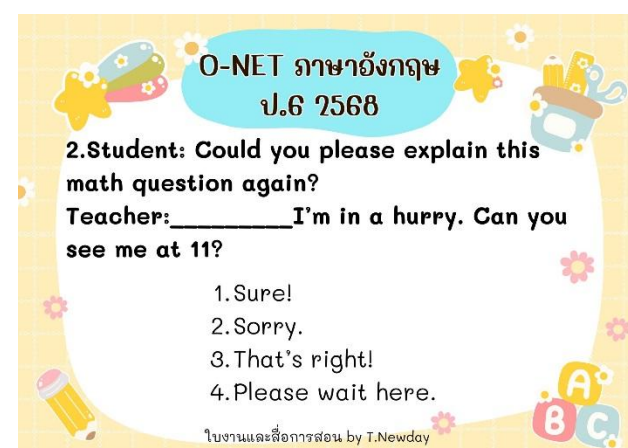 O-NET ภาษาอังกฤษ
ป.6 2568
2.Student: Could you please explain this
math question again?
Teacher:_________I'm in a hurry. Can you
see me at 11?
1.Sure!
2.Sorry.
3.That's right!
4.Please wait here.
ใบงานและสื่อการสอน by T.Newday
A
B C